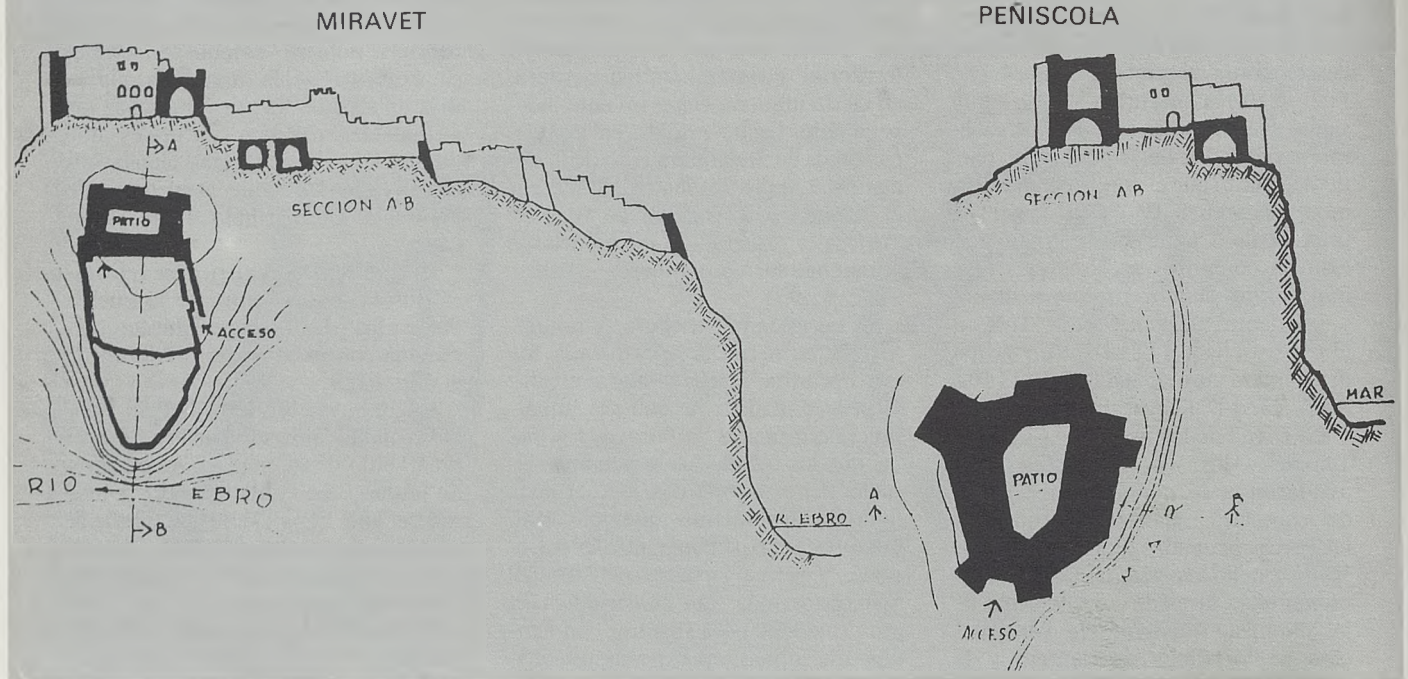 MIRAVET
PEÑISCOLA
A
PATIO
SECCION A-B
ACCESO
RIO EBRO
B
R. EBRO
SECCION A B
MAR
PATIO
A
B
ACCESO